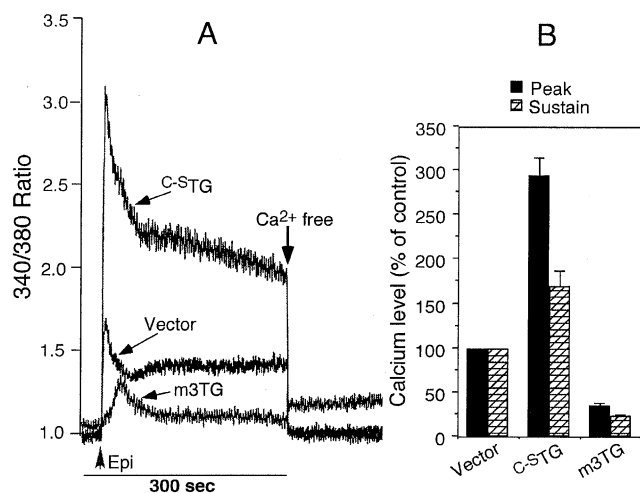 A
3.5
3.0
2.5
2.0
1.5
1.0
340/380 Ratio
C-STG
Ca2+ free
Vector
m3TG
Epi
300 sec
B
Peak
Sustain
350
300
250
200
150
100
50
0
Calcium level (% of control)
Vector
C-STG
m3TG